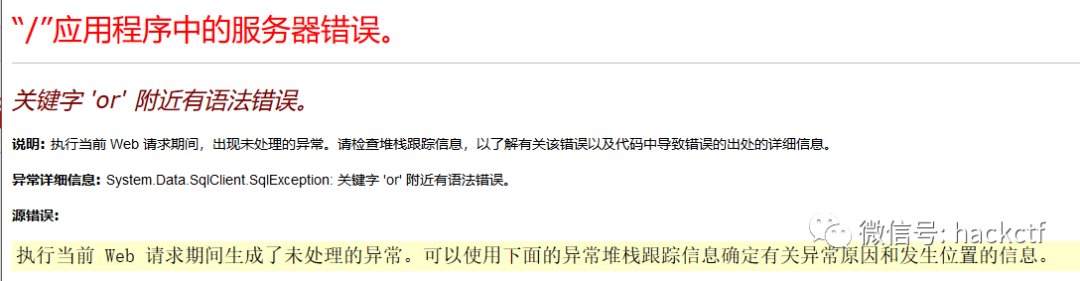 “/”应用程序中的服务器错误。
关键字 'or' 附近有语法错误。
说明: 执行当前 Web 请求期间，出现未处理的异常。请检查堆栈跟踪信息，以了解有关该错误以及代码中导致错误的出处的详细信息。
异常详细信息: System.Data.SqlClient.SqlException: 关键字 'or' 附近有语法错误。
源错误:
微信号: hackctf
执行当前 Web 请求期间生成了未处理的异常。可以使用下面的异常堆栈跟踪信息确定有关异常原因和发生位置的信息。